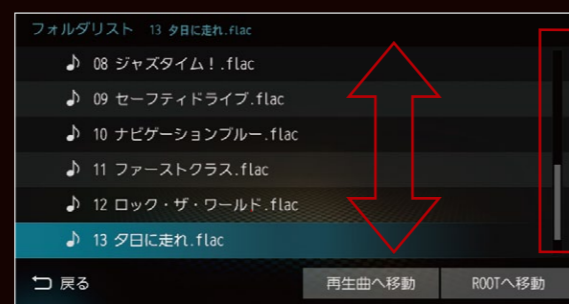 フォルダリスト 13 夕日に走れ.flac
08 ジャズタイム!.flac
09 セーフティドライブ.flac
10 ナビゲーションブルー.flac
11 ファーストクラス.flac
12 ロック・ザ・ワールド.flac
13 夕日に走れ.flac
戻る 再生曲へ移動 ROOTへ移動